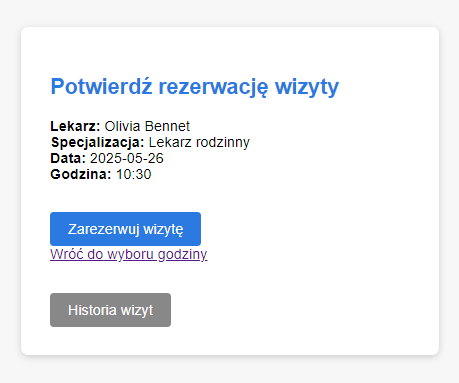 Potwierdź rezerwację wizyty
Lekarz: Olivia Bennet
Specjalizacja: Lekarz rodzinny
Data: 2025-05-26
Godzina: 10:30
Zarezerwuj wizytę
Wróć do wyboru godziny
Historia wizyt